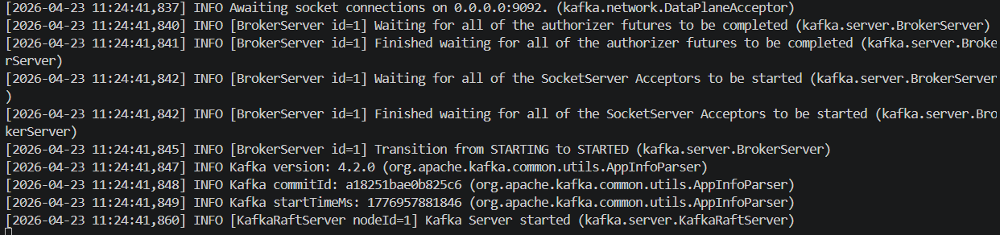 [2026-04-23 11:24:41,837] INFO Awaiting socket connections on 0.0.0.0:9092. (kafka.network.DataPlaneAcceptor)
[2026-04-23 11:24:41,840] INFO [BrokerServer id=1] Waiting for all of the authorizer futures to be completed (kafka.server.BrokerServer)
[2026-04-23 11:24:41,841] INFO [BrokerServer id=1] Finished waiting for all of the authorizer futures to be completed (kafka.server.Broke
rServer)
[2026-04-23 11:24:41,842] INFO [BrokerServer id=1] Waiting for all of the SocketServer Acceptors to be started (kafka.server.BrokerServer
)
[2026-04-23 11:24:41,842] INFO [BrokerServer id=1] Finished waiting for all of the SocketServer Acceptors to be started (kafka.server.Bro
kerServer)
[2026-04-23 11:24:41,845] INFO [BrokerServer id=1] Transition from STARTING to STARTED (kafka.server.BrokerServer)
[2026-04-23 11:24:41,847] INFO Kafka version: 4.2.0 (org.apache.kafka.common.utils.AppInfoParser)
[2026-04-23 11:24:41,848] INFO Kafka commitId: a18251bae0b825c6 (org.apache.kafka.common.utils.AppInfoParser)
[2026-04-23 11:24:41,849] INFO Kafka startTimeMs: 1776957881846 (org.apache.kafka.common.utils.AppInfoParser)
[2026-04-23 11:24:41,860] INFO [KafkaRaftServer nodeId=1] Kafka Server started (kafka.server.KafkaRaftServer)